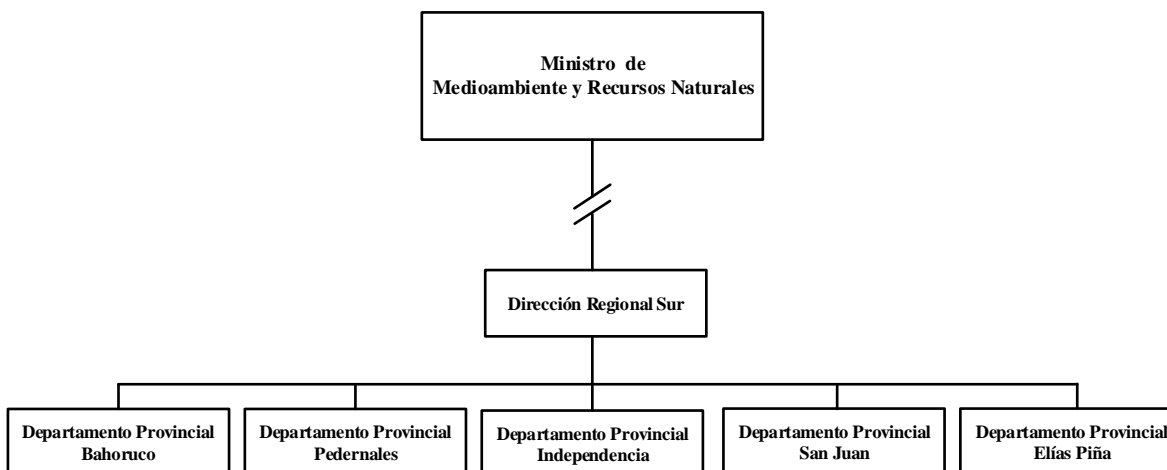 Ministro de
Medioambiente y Recursos Naturales
Dirección Regional Sur
Departamento Provincial
Bahoruco
Departamento Provincial
Pedernales
Departamento Provincial
Independencia
Departamento Provincial
San Juan
Departamento Provincial
Elías Piña